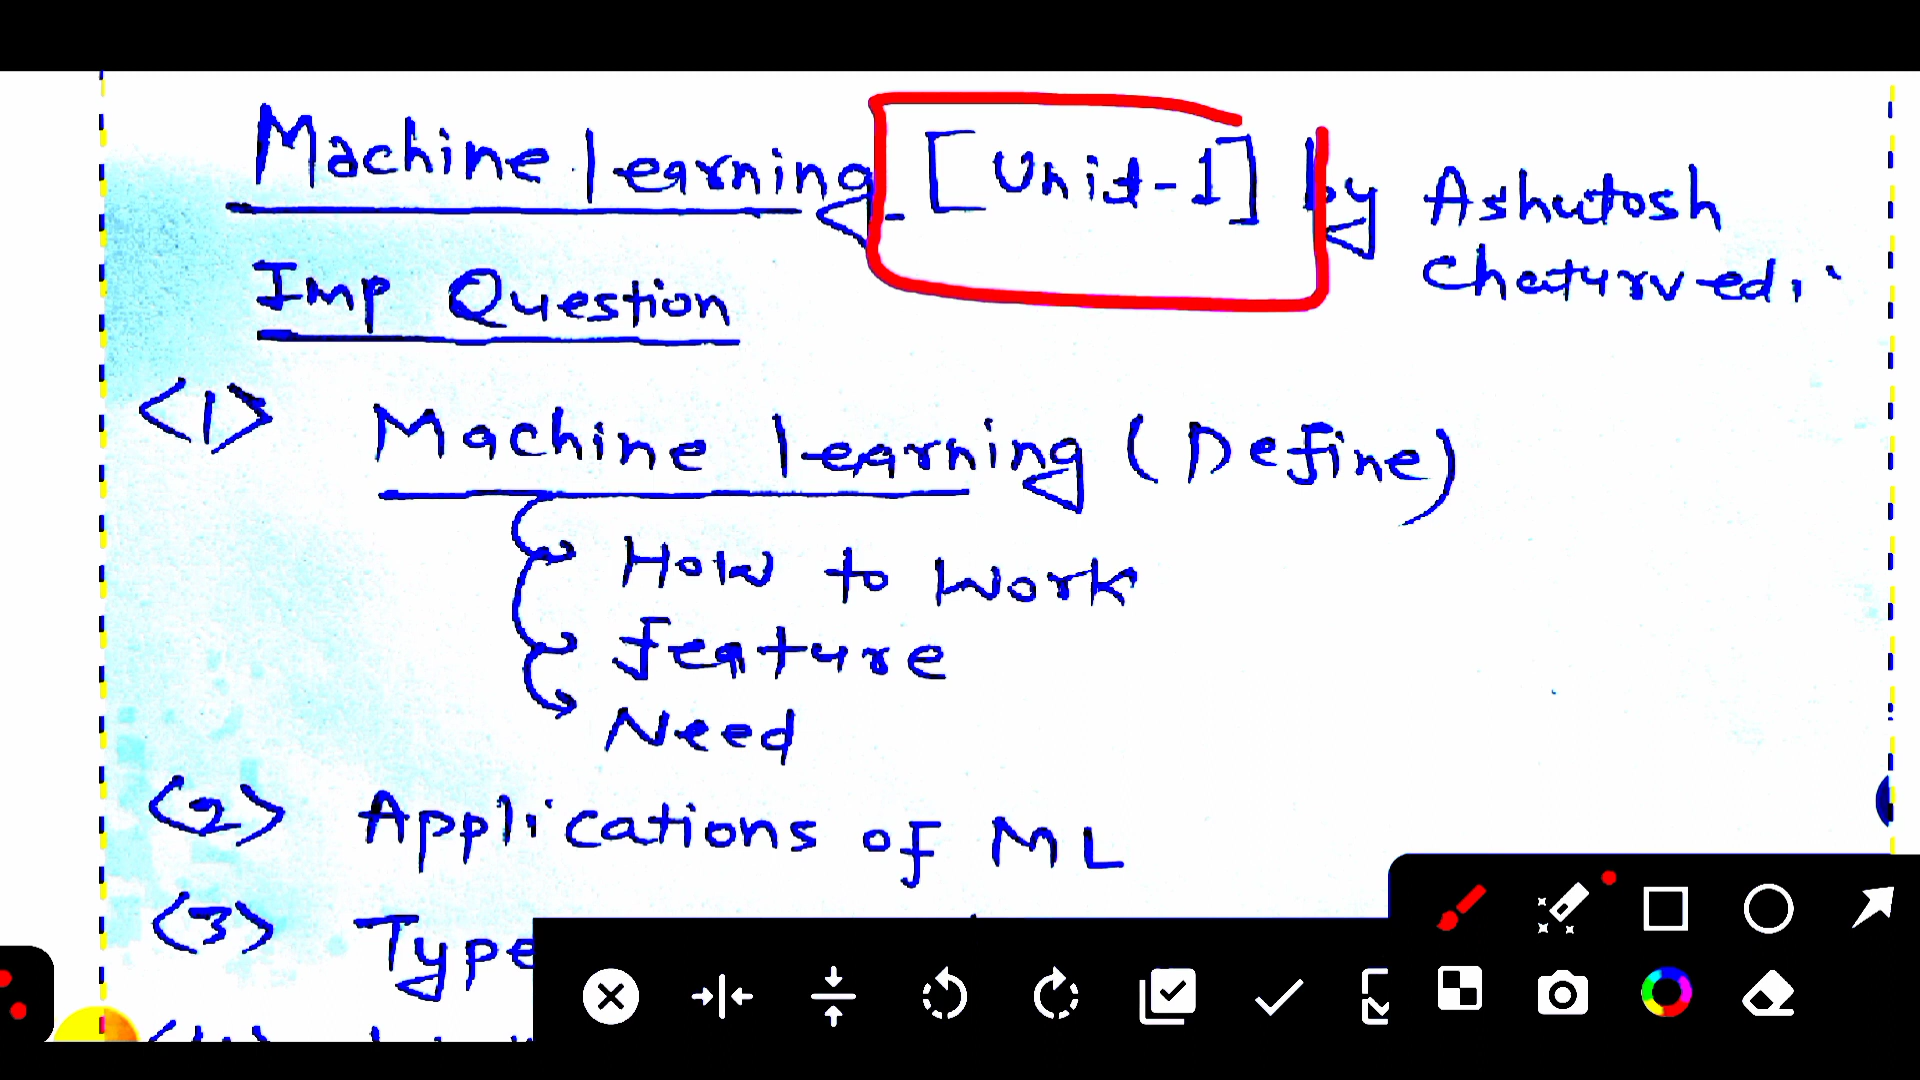 Machine learning [Unit-1] by Ashutosh
Chaturvedi
Imp Question
<1> Machine learning (Define)
How to Work
Feature
Need
<2> Applications of ML
<3> Type